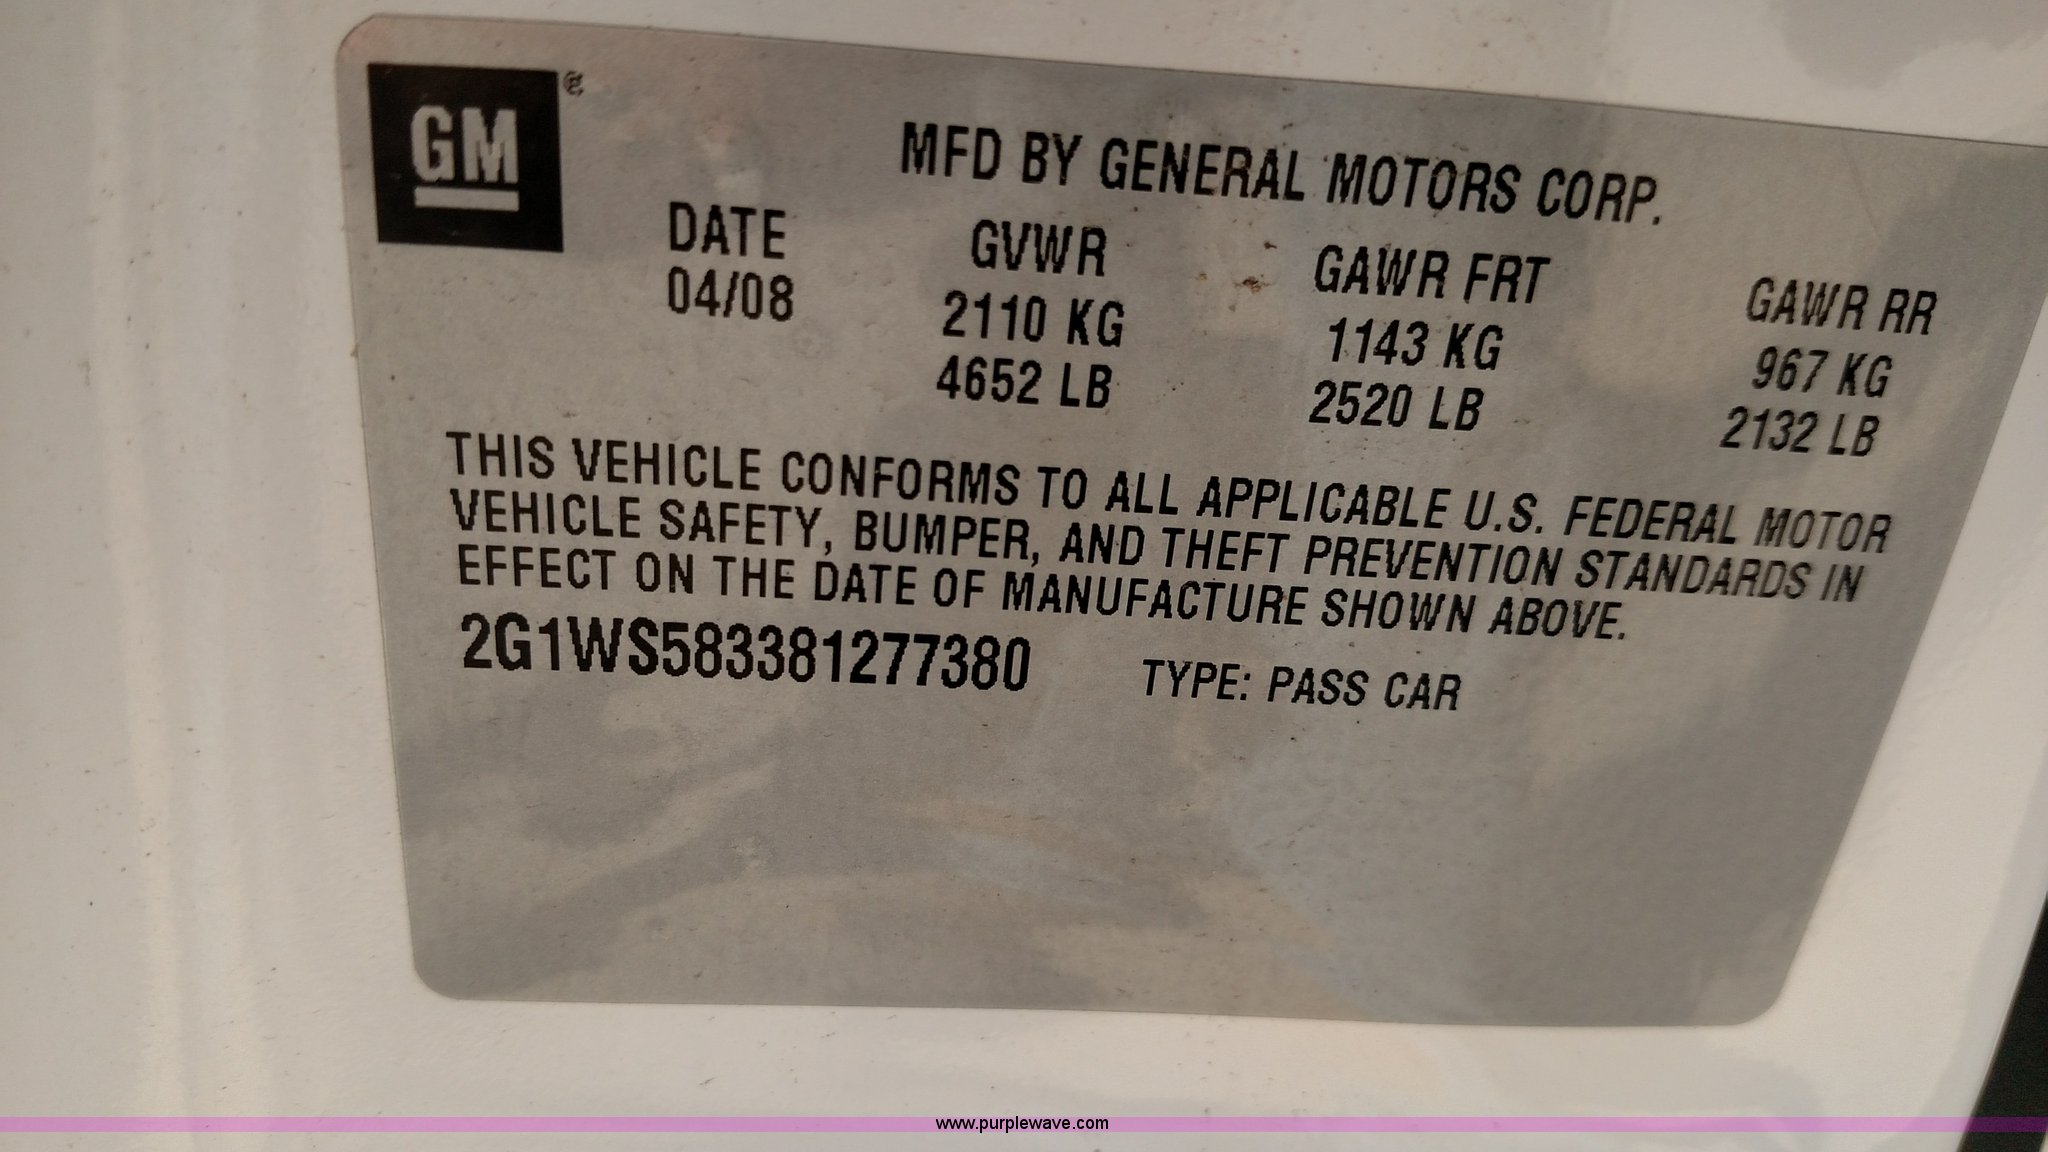 GM ®
MFD BY GENERAL MOTORS CORP.
DATE GVWR GAWR FRT GAWR RR
04/08 2110 KG 1143 KG 967 KG
4652 LB 2520 LB 2132 LB
THIS VEHICLE CONFORMS TO ALL APPLICABLE U.S. FEDERAL MOTOR
VEHICLE SAFETY, BUMPER, AND THEFT PREVENTION STANDARDS IN
EFFECT ON THE DATE OF MANUFACTURE SHOWN ABOVE.
2G1WS583381277380 TYPE: PASS CAR
www.purplewave.com